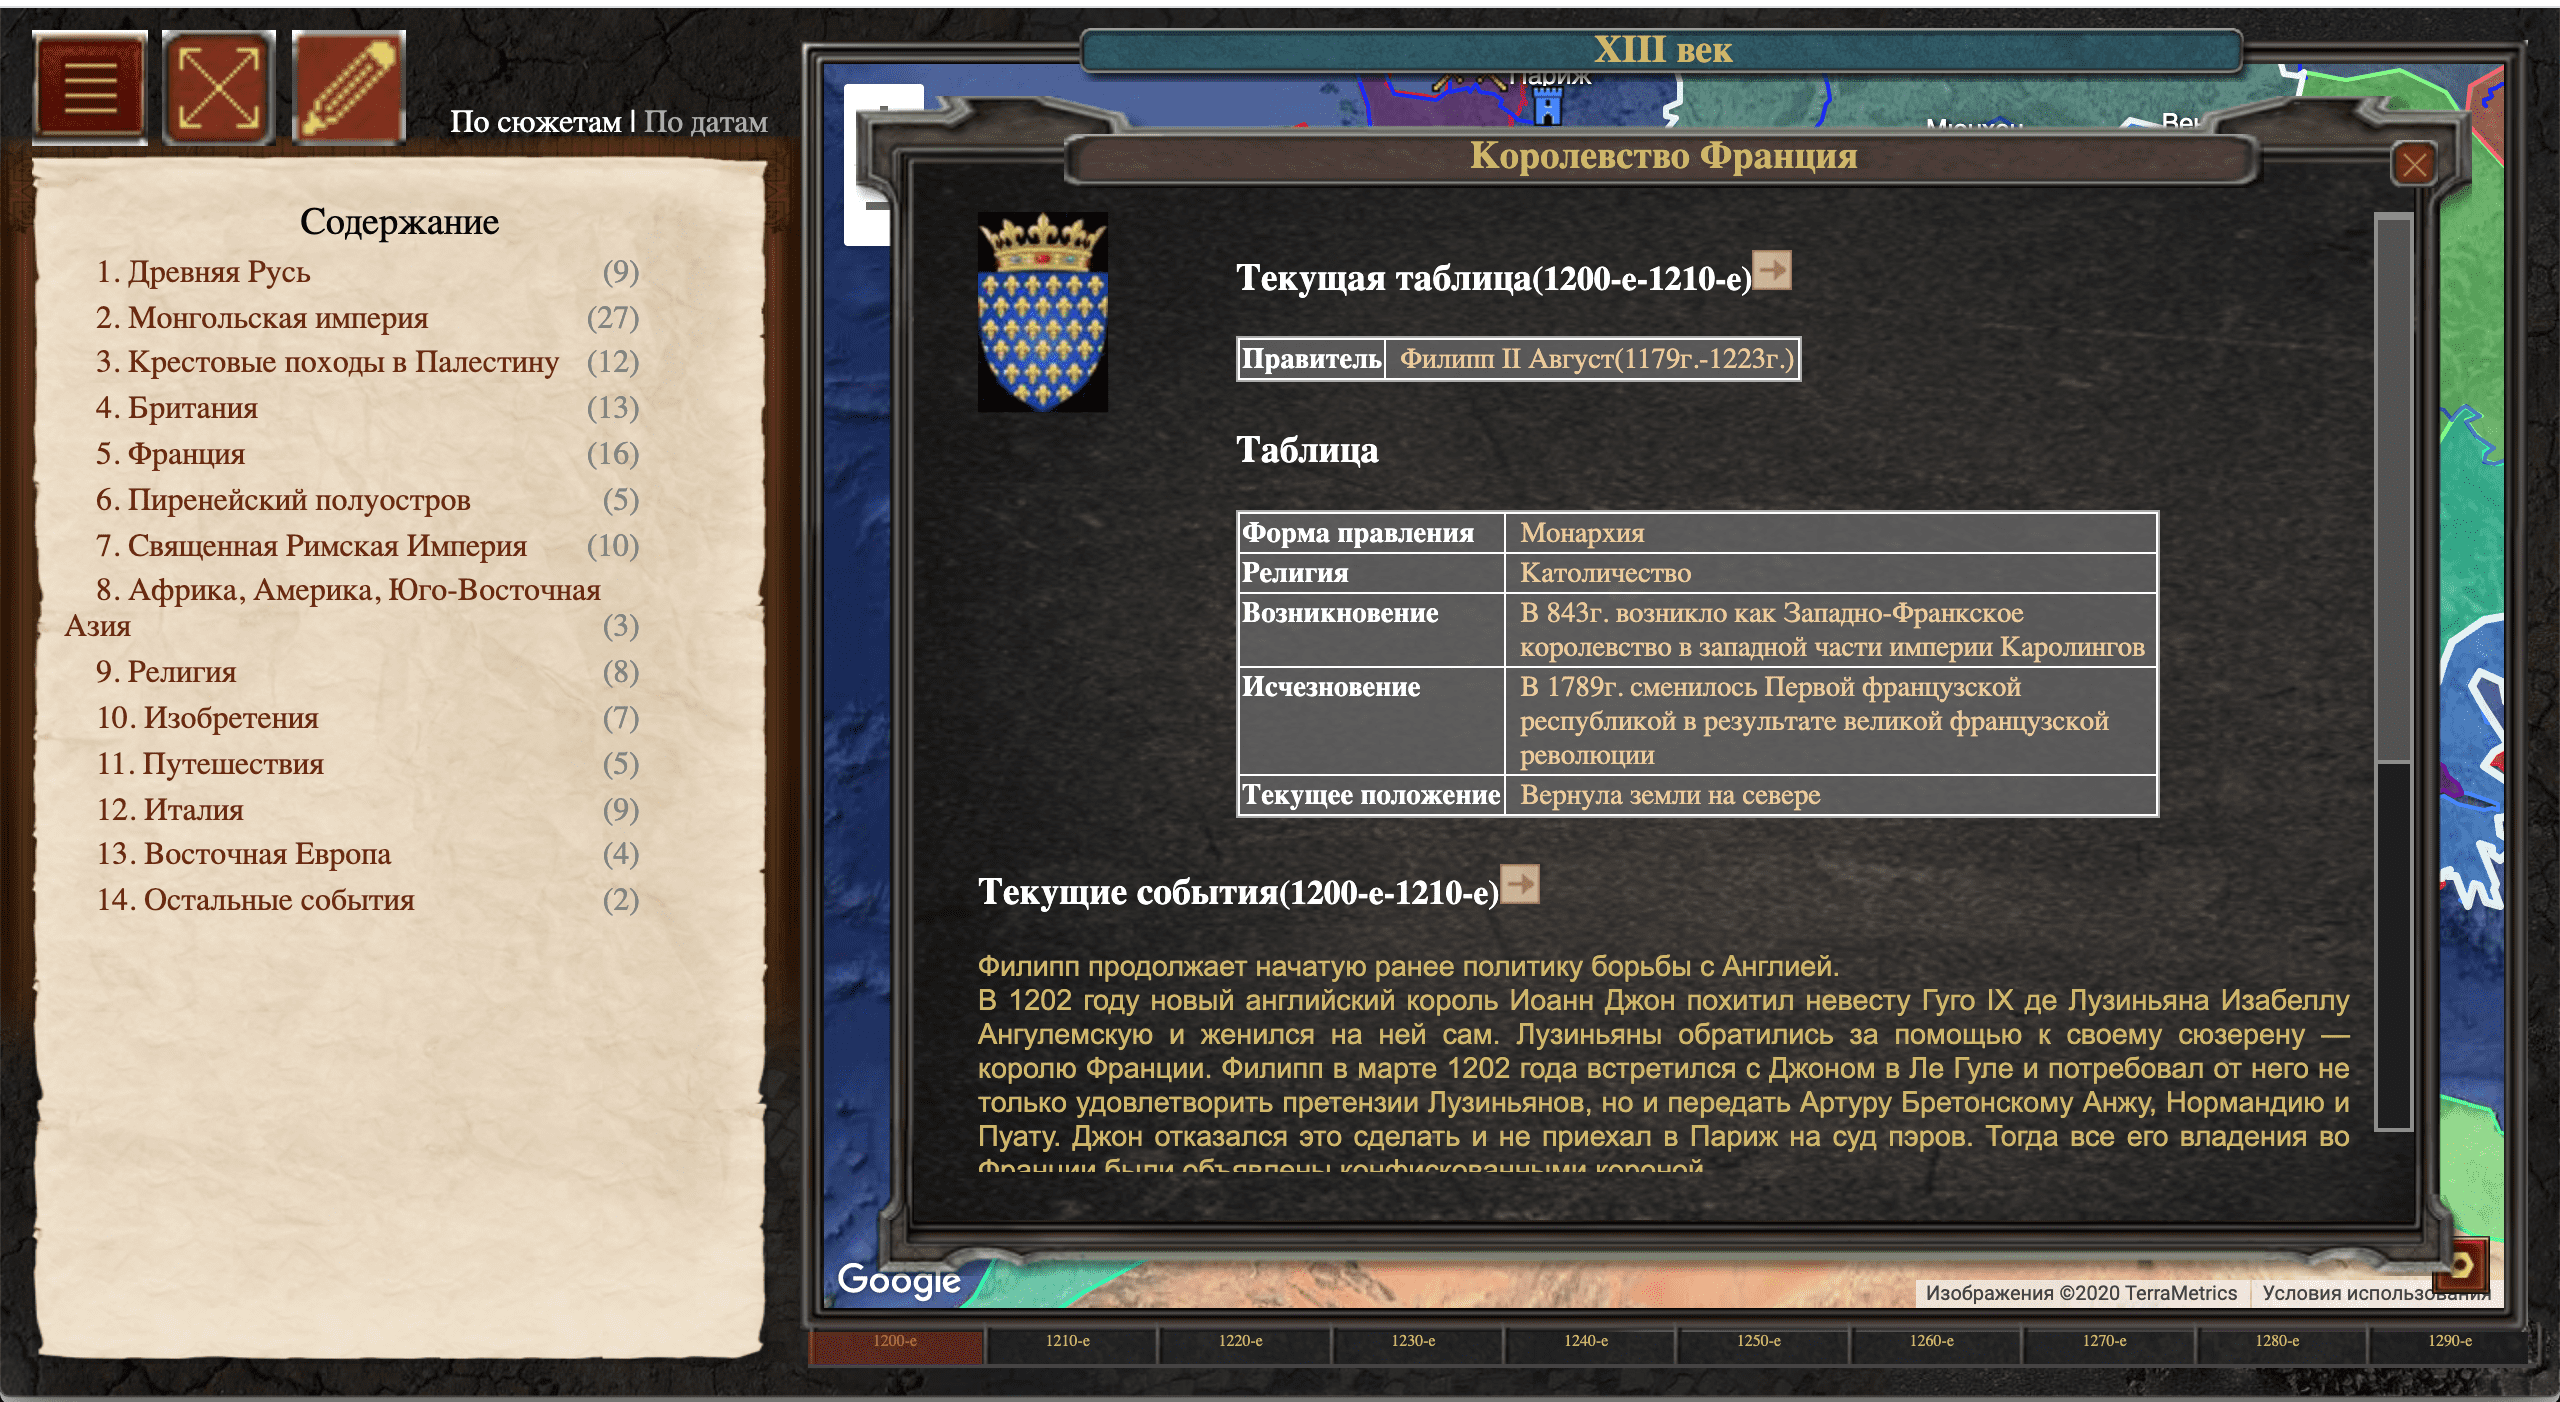 XIII век
По сюжетам | По датам
Содержание
1. Древняя Русь (9)
2. Монгольская империя (27)
3. Крестовые походы в Палестину (12)
4. Британия (13)
5. Франция (16)
6. Пиренейский полуостров (5)
7. Священная Римская Империя (10)
8. Африка, Америка, Юго-Восточная
Азия (3)
9. Религия (8)
10. Изобретения (7)
11. Путешествия (5)
12. Италия (9)
13. Восточная Европа (4)
14. Остальные события (2)
Париж
Мюнхен
Вен
Королевство Франция
Текущая таблица(1200-е-1210-е)
Правитель Филипп II Август(1179г.-1223г.)
Таблица
Форма правления Монархия
Религия Католичество
Возникновение В 843г. возникло как Западно-Франкское
королевство в западной части империи Каролингов
Исчезновение В 1789г. сменилось Первой французской
республикой в результате великой французской
революции
Текущее положение Вернула земли на севере
Текущие события(1200-е-1210-е)
Филипп продолжает начатую ранее политику борьбы с Англией.
В 1202 году новый английский король Иоанн Джон похитил невесту Гуго IX де Лузиньяна Изабеллу
Ангулемскую и женился на ней сам. Лузиньяны обратились за помощью к своему сюзерену —
королю Франции. Филипп в марте 1202 года встретился с Джоном в Ле Гуле и потребовал от него не
только удовлетворить претензии Лузиньянов, но и передать Артуру Бретонскому Анжу, Нормандию и
Пуату. Джон отказался это сделать и не приехал в Париж на суд пэров. Тогда все его владения во
Франции были объявлены конфискованными короной.
Google
Изображения ©2020 TerraMetrics Условия использования
1200-е 1210-е 1220-е 1230-е 1240-е 1250-е 1260-е 1270-е 1280-е 1290-е